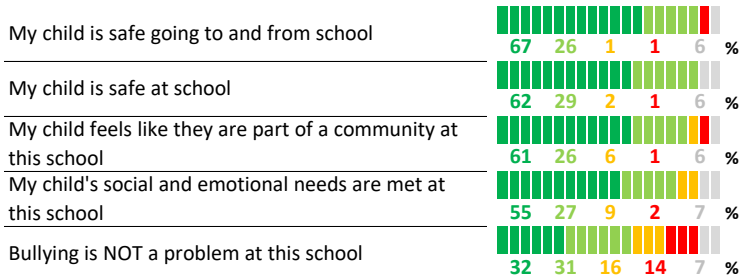 My child is safe going to and from school
67 26 1 1 6 %
My child is safe at school
62 29 2 1 6 %
My child feels like they are part of a community at
this school
61 26 6 1 6 %
My child's social and emotional needs are met at
this school
55 27 9 2 7 %
Bullying is NOT a problem at this school
32 31 16 14 7 %